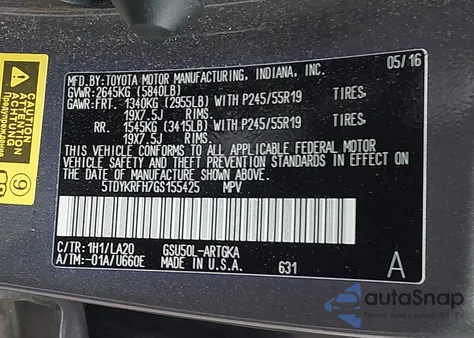 MFD. BY: TOYOTA MOTOR MANUFACTURING, INDIANA, INC. 05/16
GVWR: 2645KG (5840LB)
GAWR: FRT. 1340KG (2955LB) WITH P245/55R19 TIRES,
19X7.5J RIMS,
RR. 1545KG (3415LB) WITH P245/55R19 TIRES,
19X7.5J RIMS,
THIS VEHICLE CONFORMS TO ALL APPLICABLE FEDERAL MOTOR
VEHICLE SAFETY AND THEFT PREVENTION STANDARDS IN EFFECT ON
THE DATE OF MANUFACTURE SHOWN ABOVE.
5TDYKRFH7GS155425 MPV
C/TR: 1H1/LA20 GSU50L-ARTGKA
A/TM: -01A/U660E MADE IN U.S.A. 631 A
Предупреждение
9
autoSnap